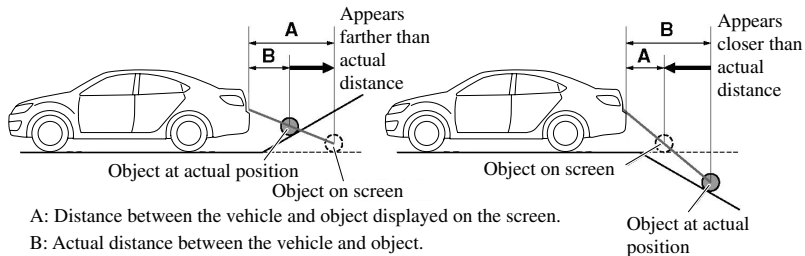 A
B
Appears
farther than
actual
distance
Object at actual position
Object on screen
B
A
Appears
closer than
actual
distance
Object on screen
Object at actual
position
A: Distance between the vehicle and object displayed on the screen.
B: Actual distance between the vehicle and object.